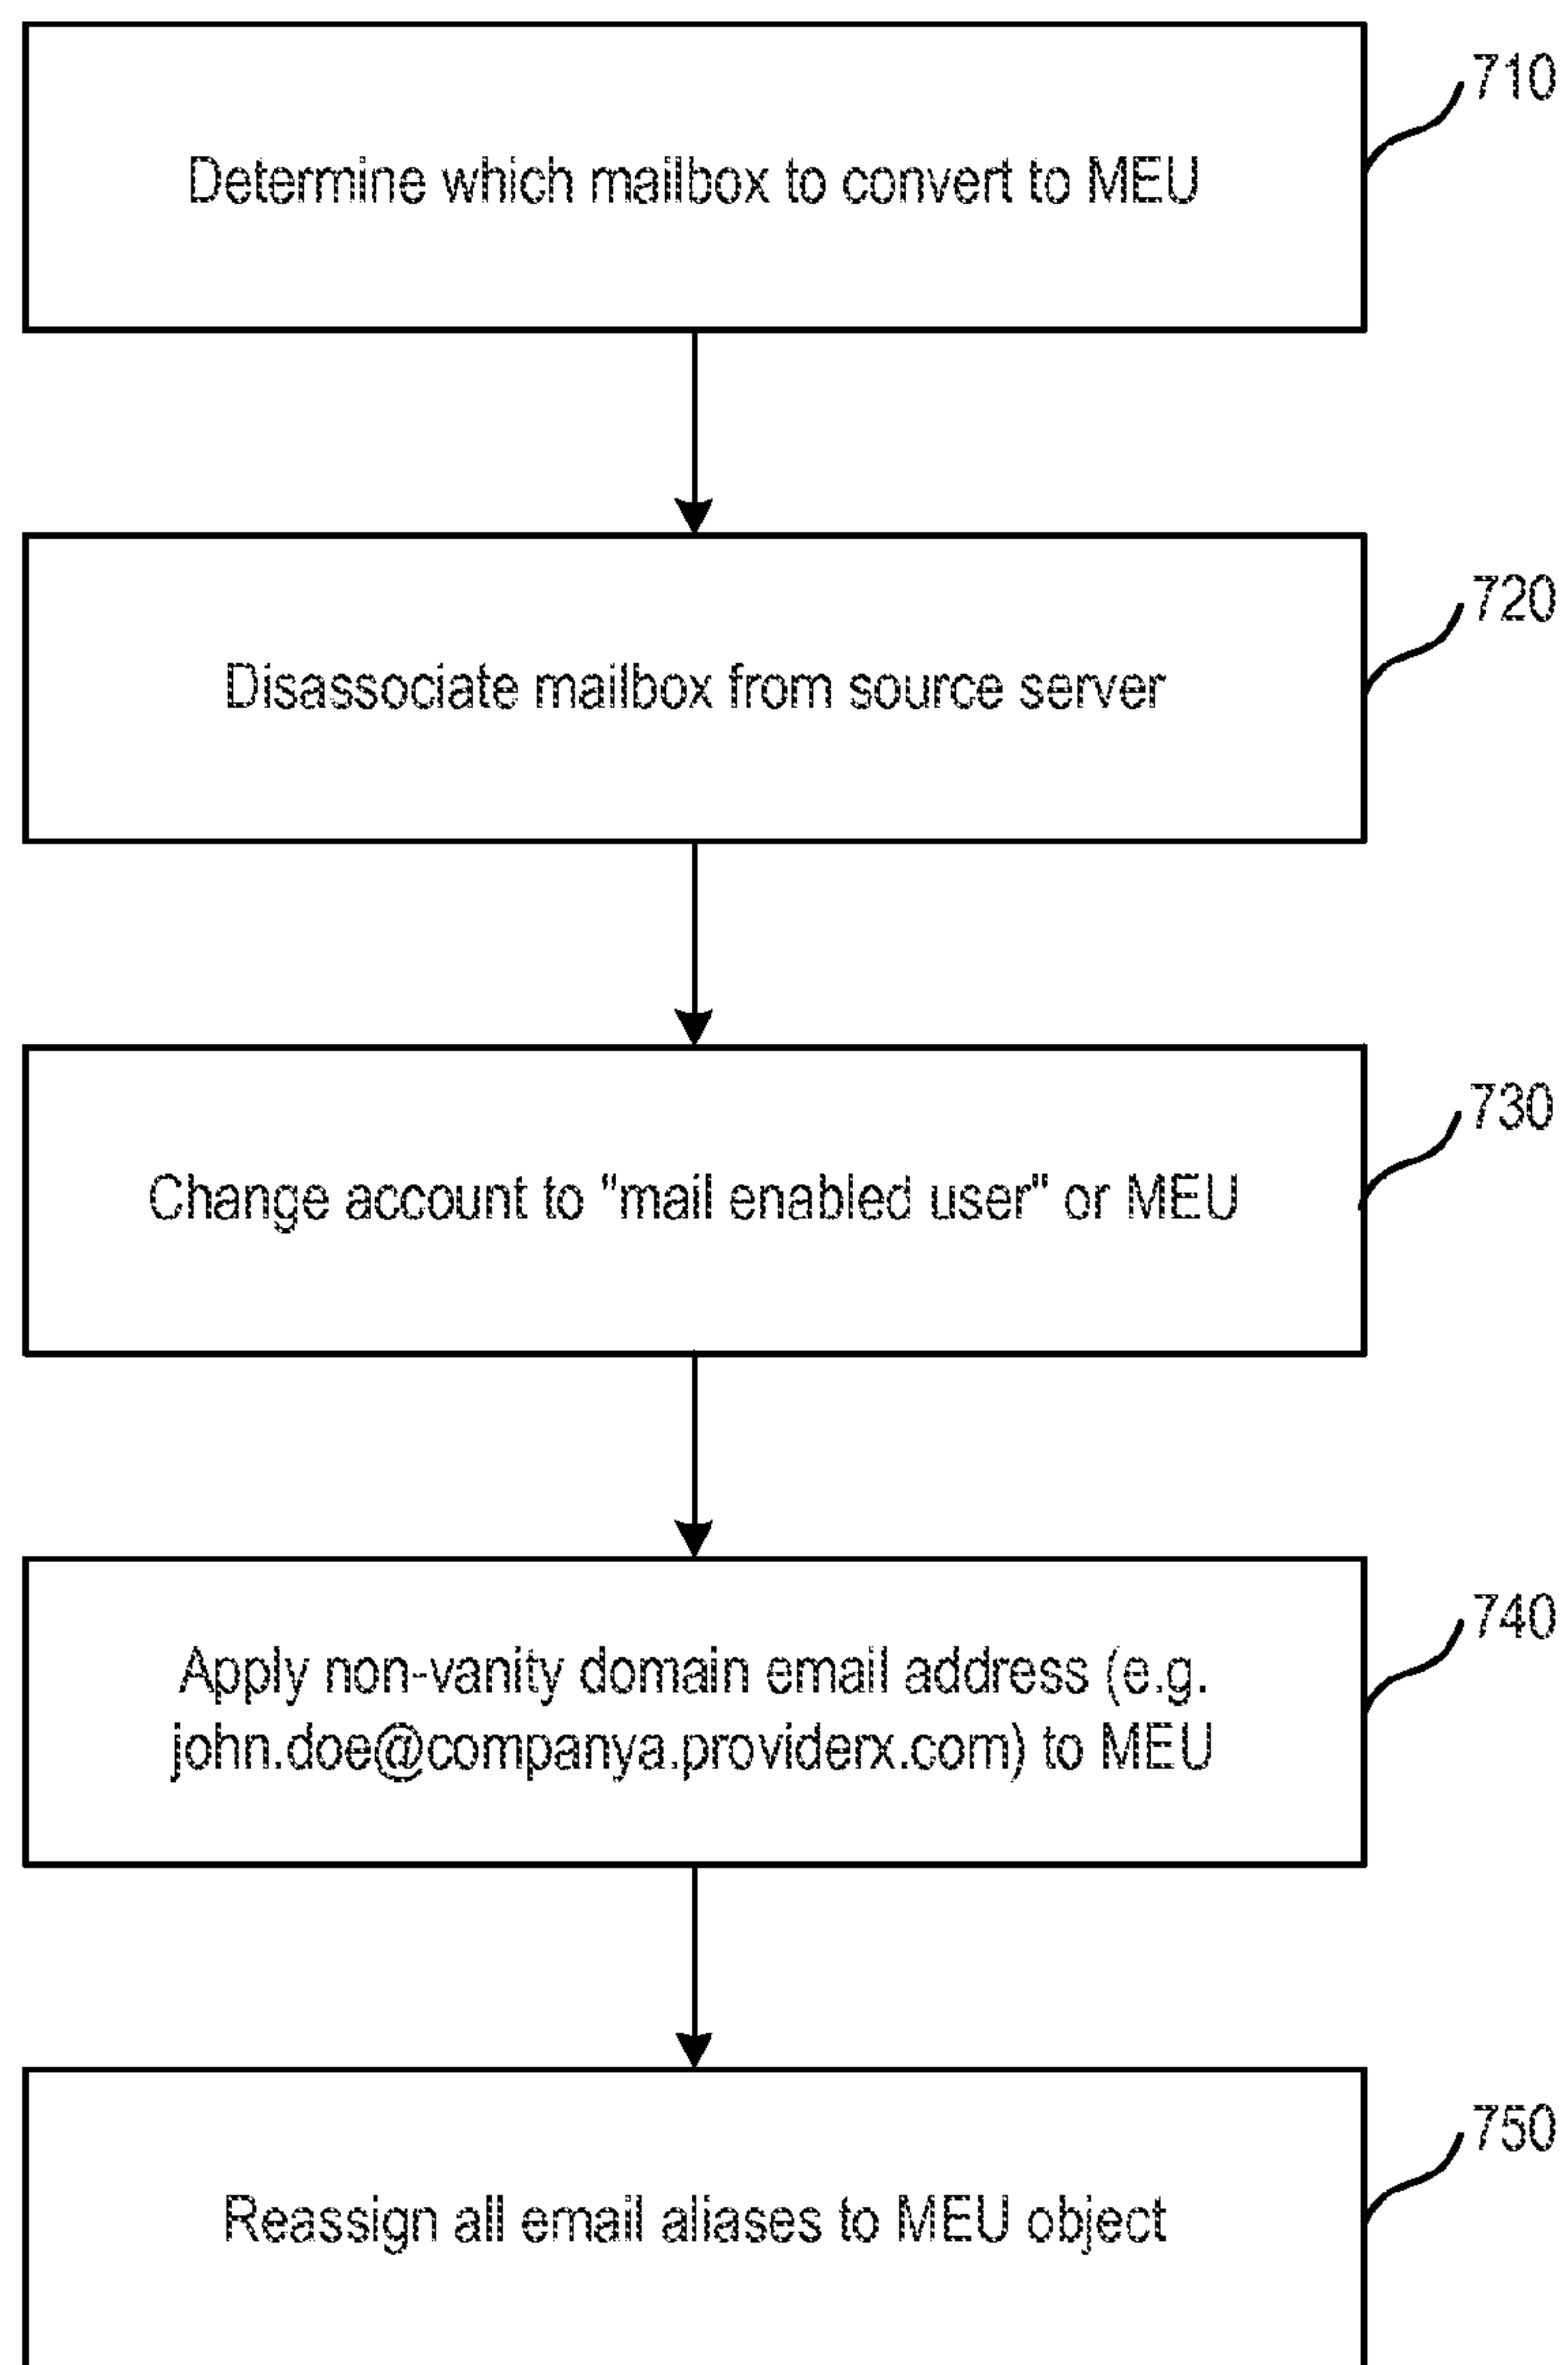 710
Determine which mailbox to convert to MEU
720
Disassociate mailbox from source server
730
Change account to "mail enabled user" or MEU
740
Apply non-vanity domain email address (e.g.
john.doe@companya.providerx.com) to MEU
750
Reassign all email aliases to MEU object